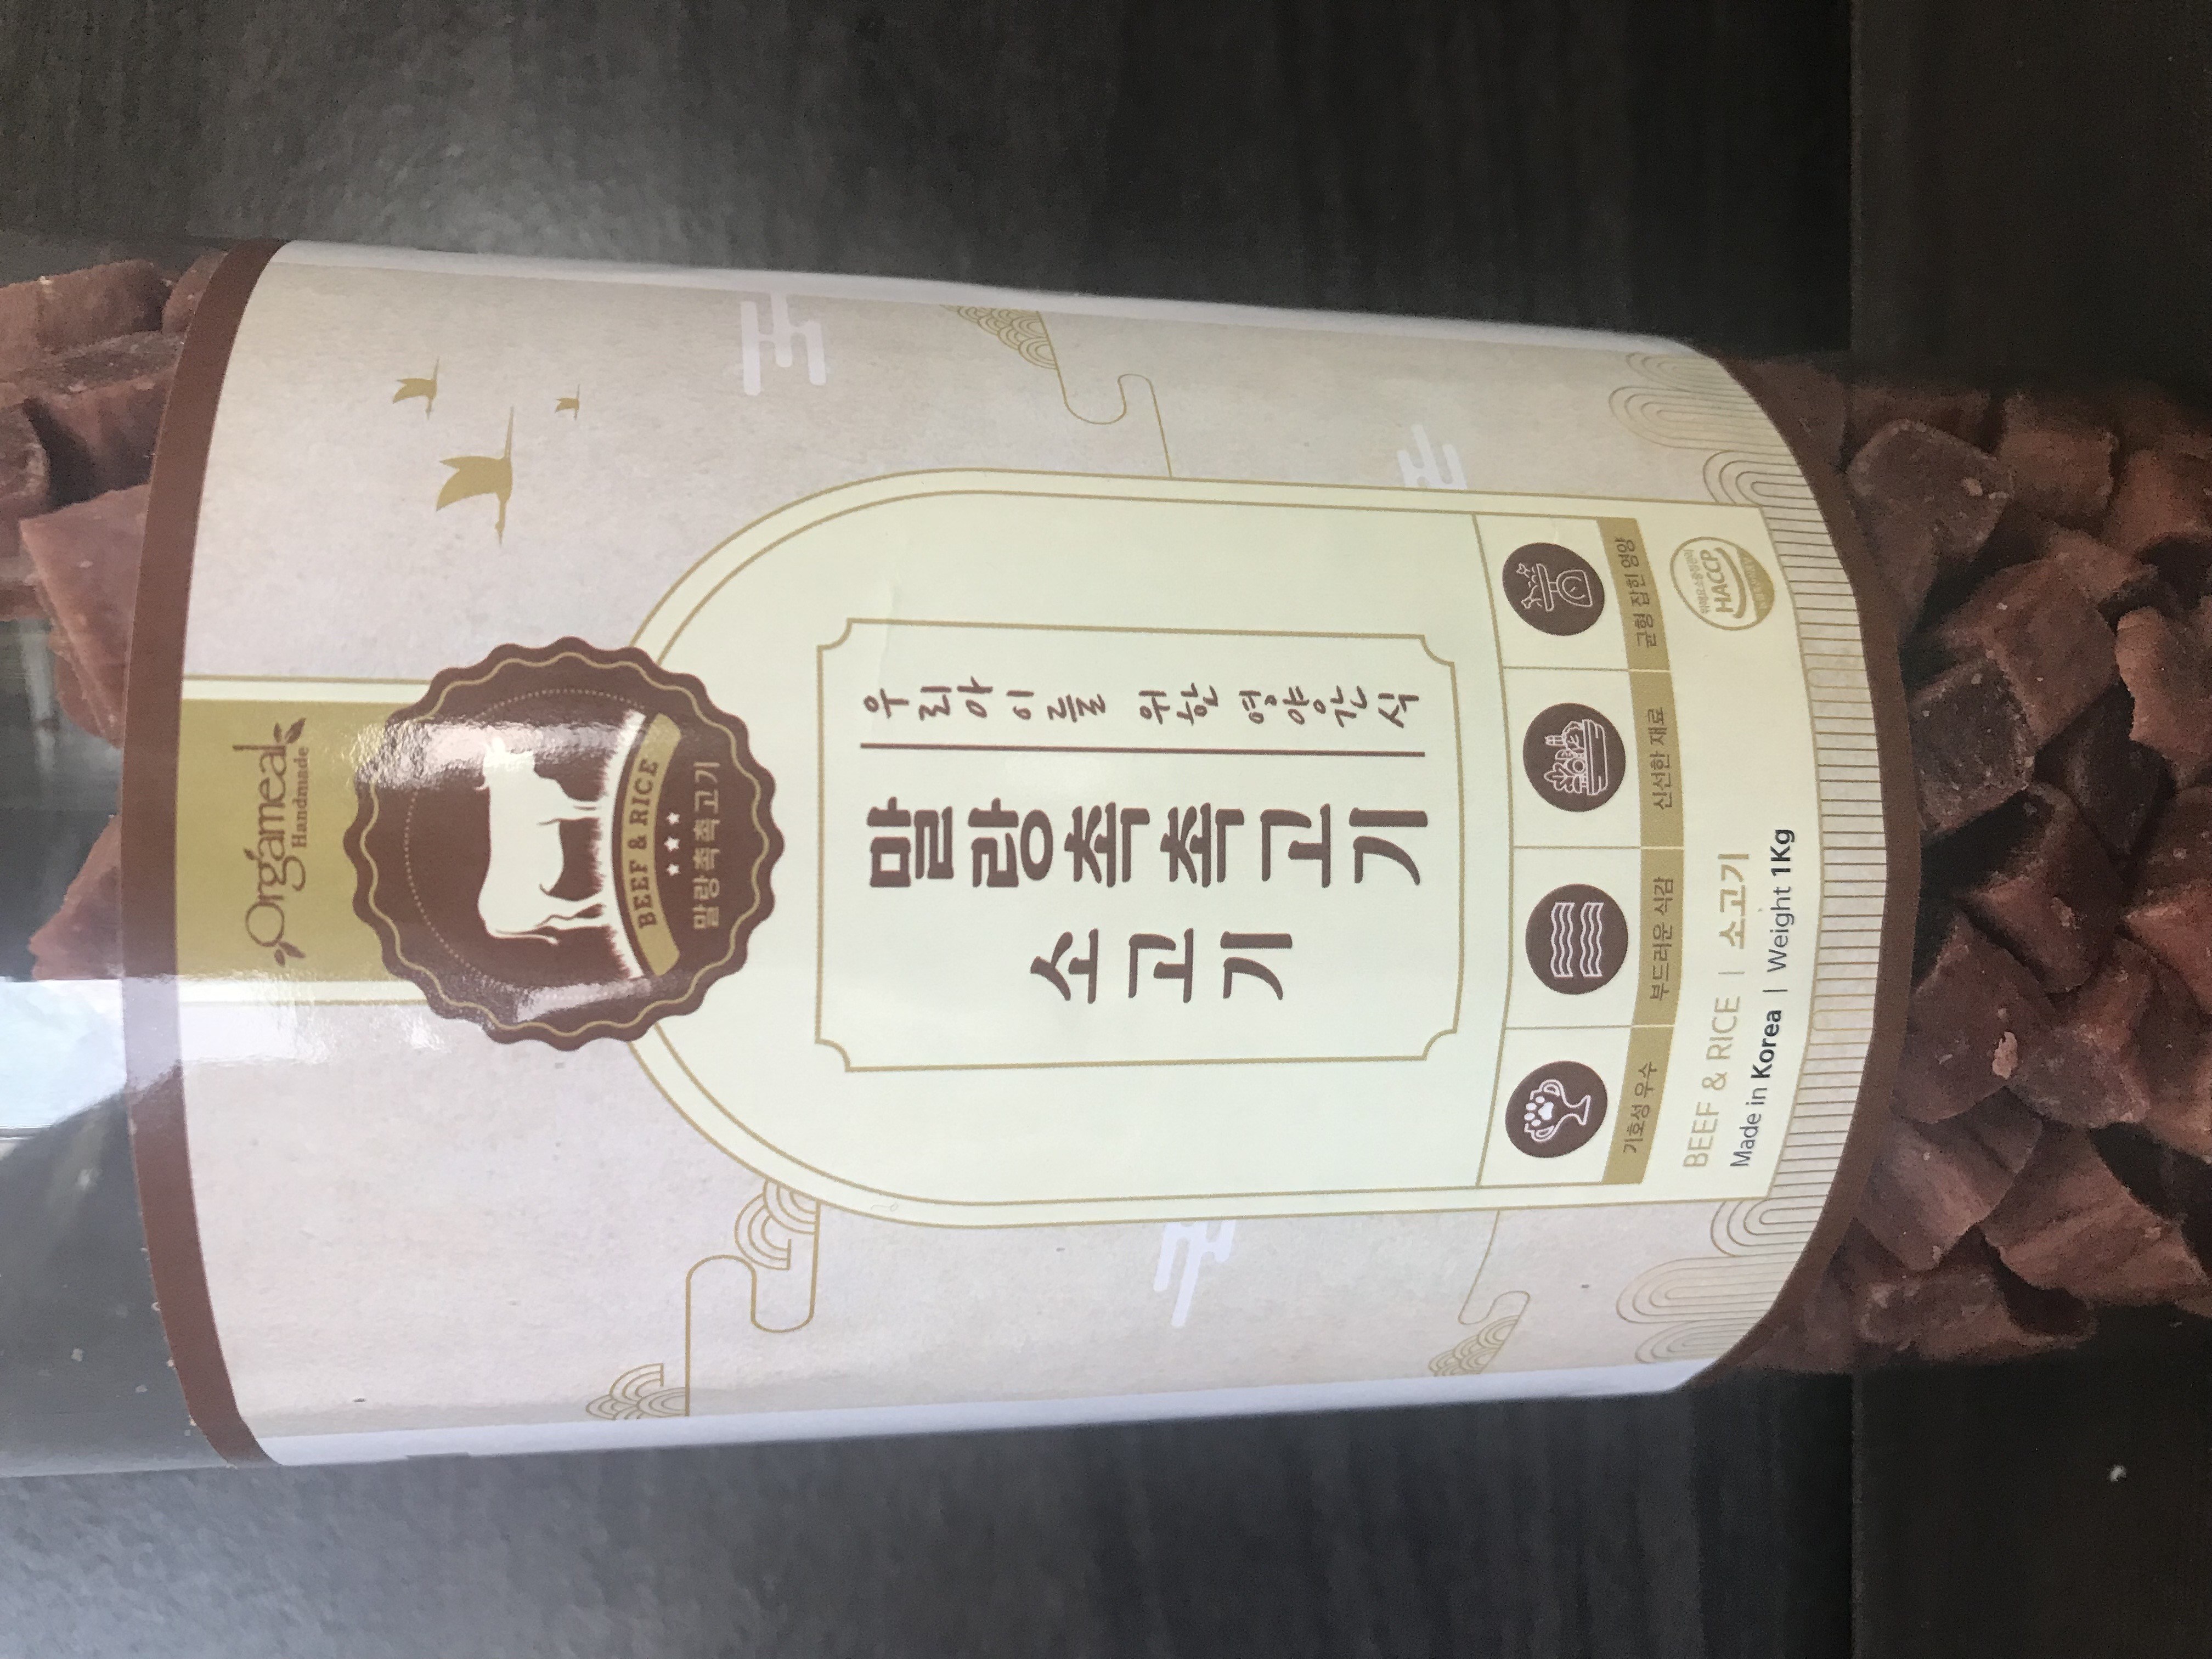 Orgameal
Handmade
BEEF & RICE
말랑촉촉고기
우리아이들 위한 영양간식
말랑촉촉고기
소고기
기호성 우수
부드러운 식감
신선한 재료
균형 잡힌 영양
BEEF & RICE | 소고기
Made in Korea | Weight 1Kg
HACCP